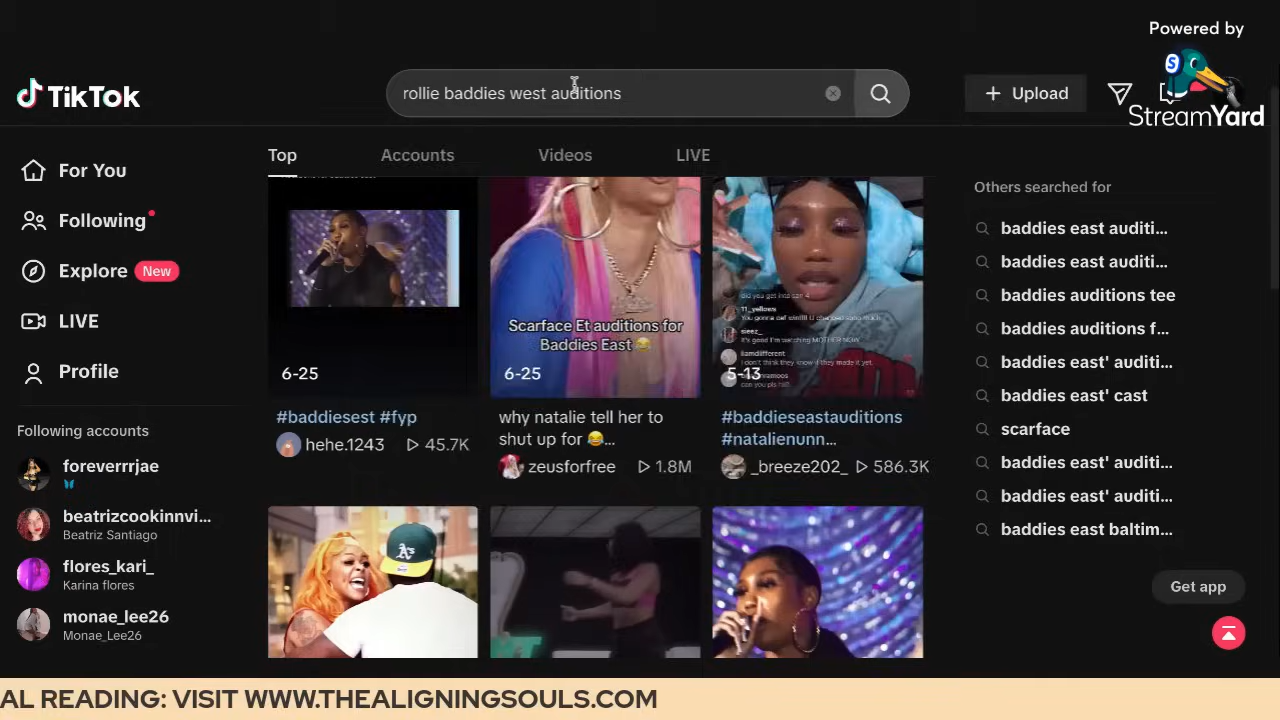 Powered by
StreamYard
TikTok
rollie baddies west auditions
Upload
For You
Following
Explore New
LIVE
Profile
Following accounts
foreverrrjae
beatrizcookinnvi...
Beatriz Santiago
flores_kari_
Karina flores
monae_lee26
Monae_Lee26
Top Accounts Videos LIVE
6-25
#baddiesest #fyp
hehe.1243 45.7K
Scarface Et auditions for
Baddies East 😂
6-25
why natalie tell her to
shut up for 😂...
zeusforfree 1.8M
5-13
#baddieseastauditions
#natalienunn...
_breeze202_ 586.3K
A's
Others searched for
baddies east auditi...
baddies east auditi...
baddies auditions tee
baddies auditions f...
baddies east' auditi...
baddies east' cast
scarface
baddies east' auditi...
baddies east' auditi...
baddies east baltim...
Get app
AL READING: VISIT WWW.THEALIGNINGSOULS.COM